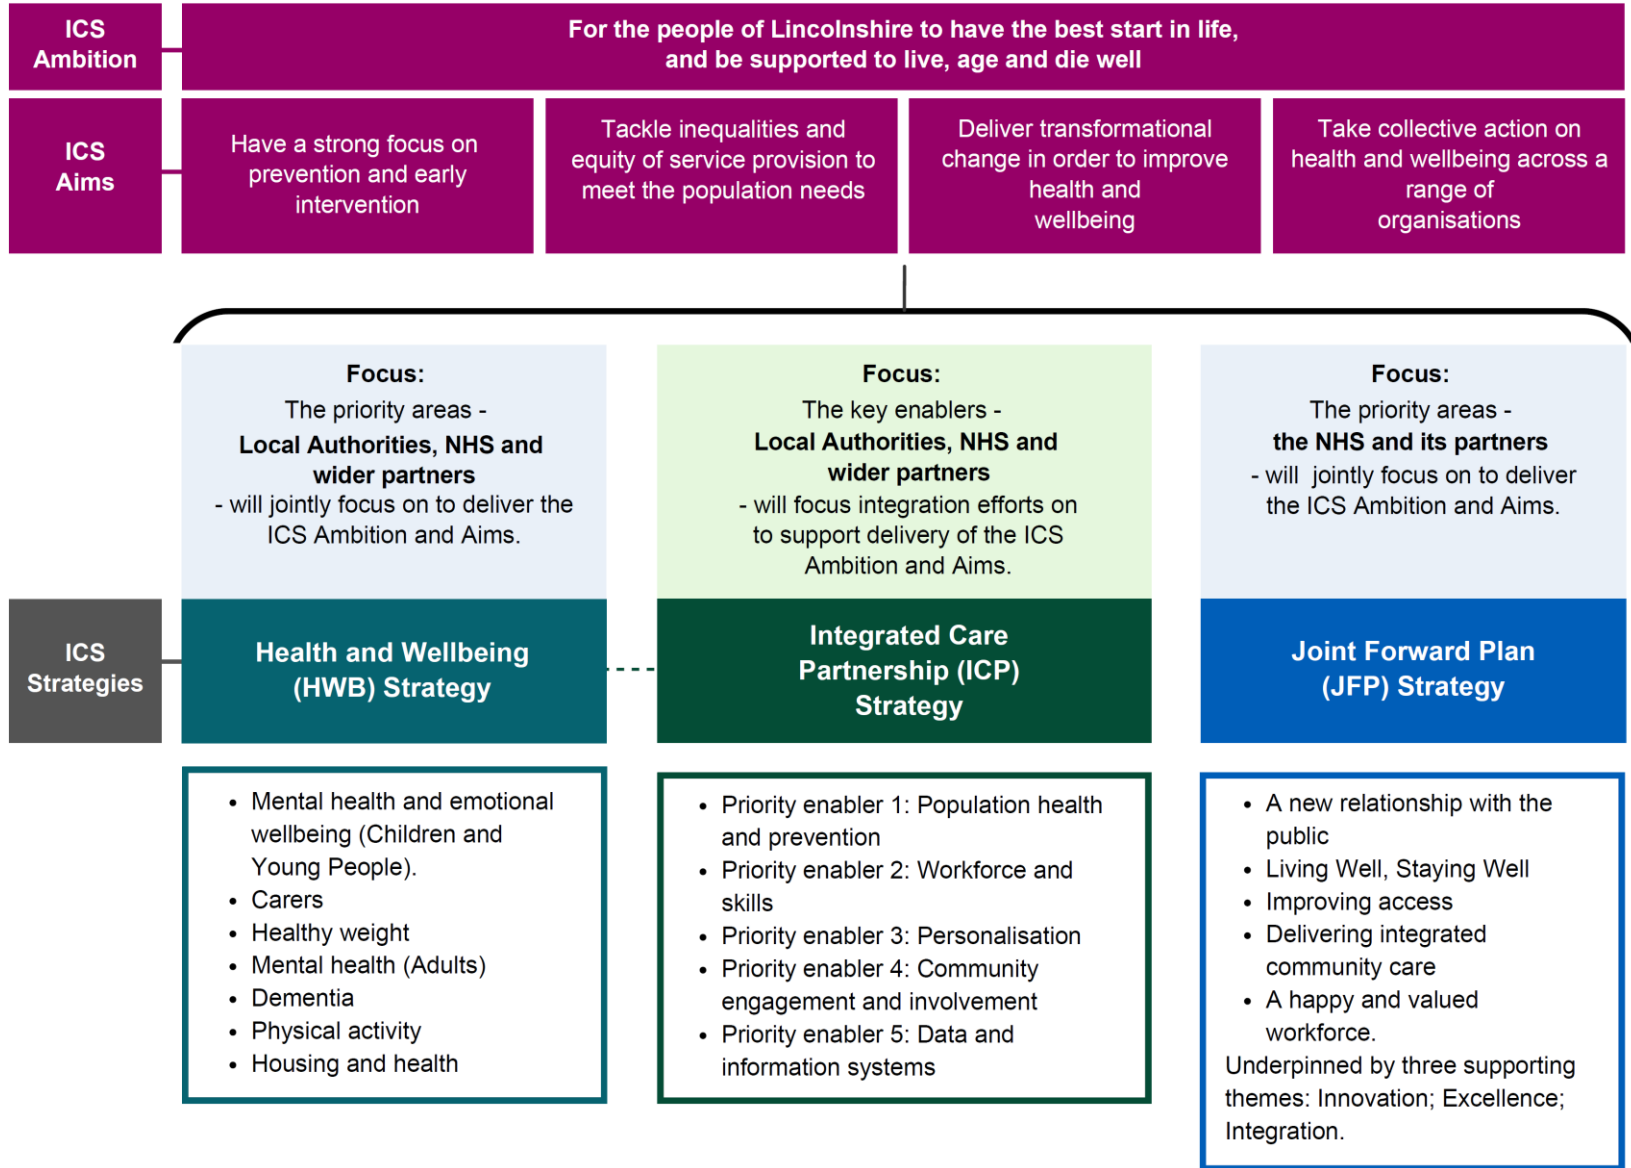 ICS
Ambition
For the people of Lincolnshire to have the best start in life,
and be supported to live, age and die well
ICS
Aims
Have a strong focus on
prevention and early
intervention
Tackle inequalities and
equity of service provision to
meet the population needs
Deliver transformational
change in order to improve
health and
wellbeing
Take collective action on
health and wellbeing across a
range of
organisations
Focus:
The priority areas -
Local Authorities, NHS and
wider partners
- will jointly focus on to deliver the
ICS Ambition and Aims.
Focus:
The key enablers -
Local Authorities, NHS and
wider partners
- will focus integration efforts on
to support delivery of the ICS
Ambition and Aims.
Focus:
The priority areas -
the NHS and its partners
- will jointly focus on to deliver
the ICS Ambition and Aims.
ICS
Strategies
Health and Wellbeing
(HWB) Strategy
Integrated Care
Partnership (ICP)
Strategy
Joint Forward Plan
(JFP) Strategy
• Mental health and emotional
wellbeing (Children and
Young People).
• Carers
• Healthy weight
• Mental health (Adults)
• Dementia
• Physical activity
• Housing and health
• Priority enabler 1: Population health
and prevention
• Priority enabler 2: Workforce and
skills
• Priority enabler 3: Personalisation
• Priority enabler 4: Community
engagement and involvement
• Priority enabler 5: Data and
information systems
• A new relationship with the
public
• Living Well, Staying Well
• Improving access
• Delivering integrated
community care
• A happy and valued
workforce.
Underpinned by three supporting
themes: Innovation; Excellence;
Integration.